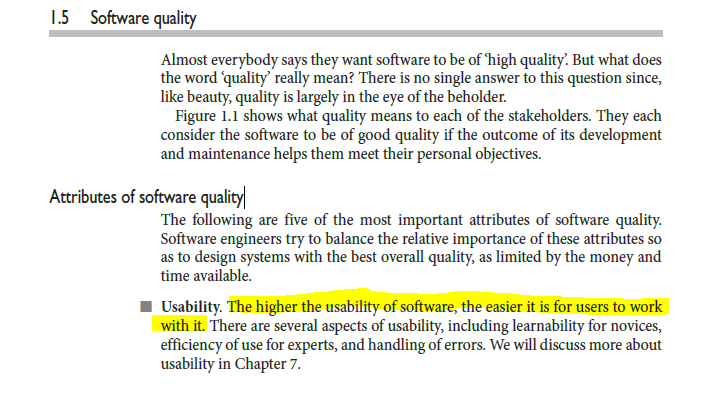 1.5 Software quality
Almost everybody says they want software to be of ‘high quality’. But what does
the word ‘quality’ really mean? There is no single answer to this question since,
like beauty, quality is largely in the eye of the beholder.
Figure 1.1 shows what quality means to each of the stakeholders. They each
consider the software to be of good quality if the outcome of its development
and maintenance helps them meet their personal objectives.
Attributes of software quality
The following are five of the most important attributes of software quality.
Software engineers try to balance the relative importance of these attributes so
as to design systems with the best overall quality, as limited by the money and
time available.
■ Usability. The higher the usability of software, the easier it is for users to work
with it. There are several aspects of usability, including learnability for novices,
efficiency of use for experts, and handling of errors. We will discuss more about
usability in Chapter 7.